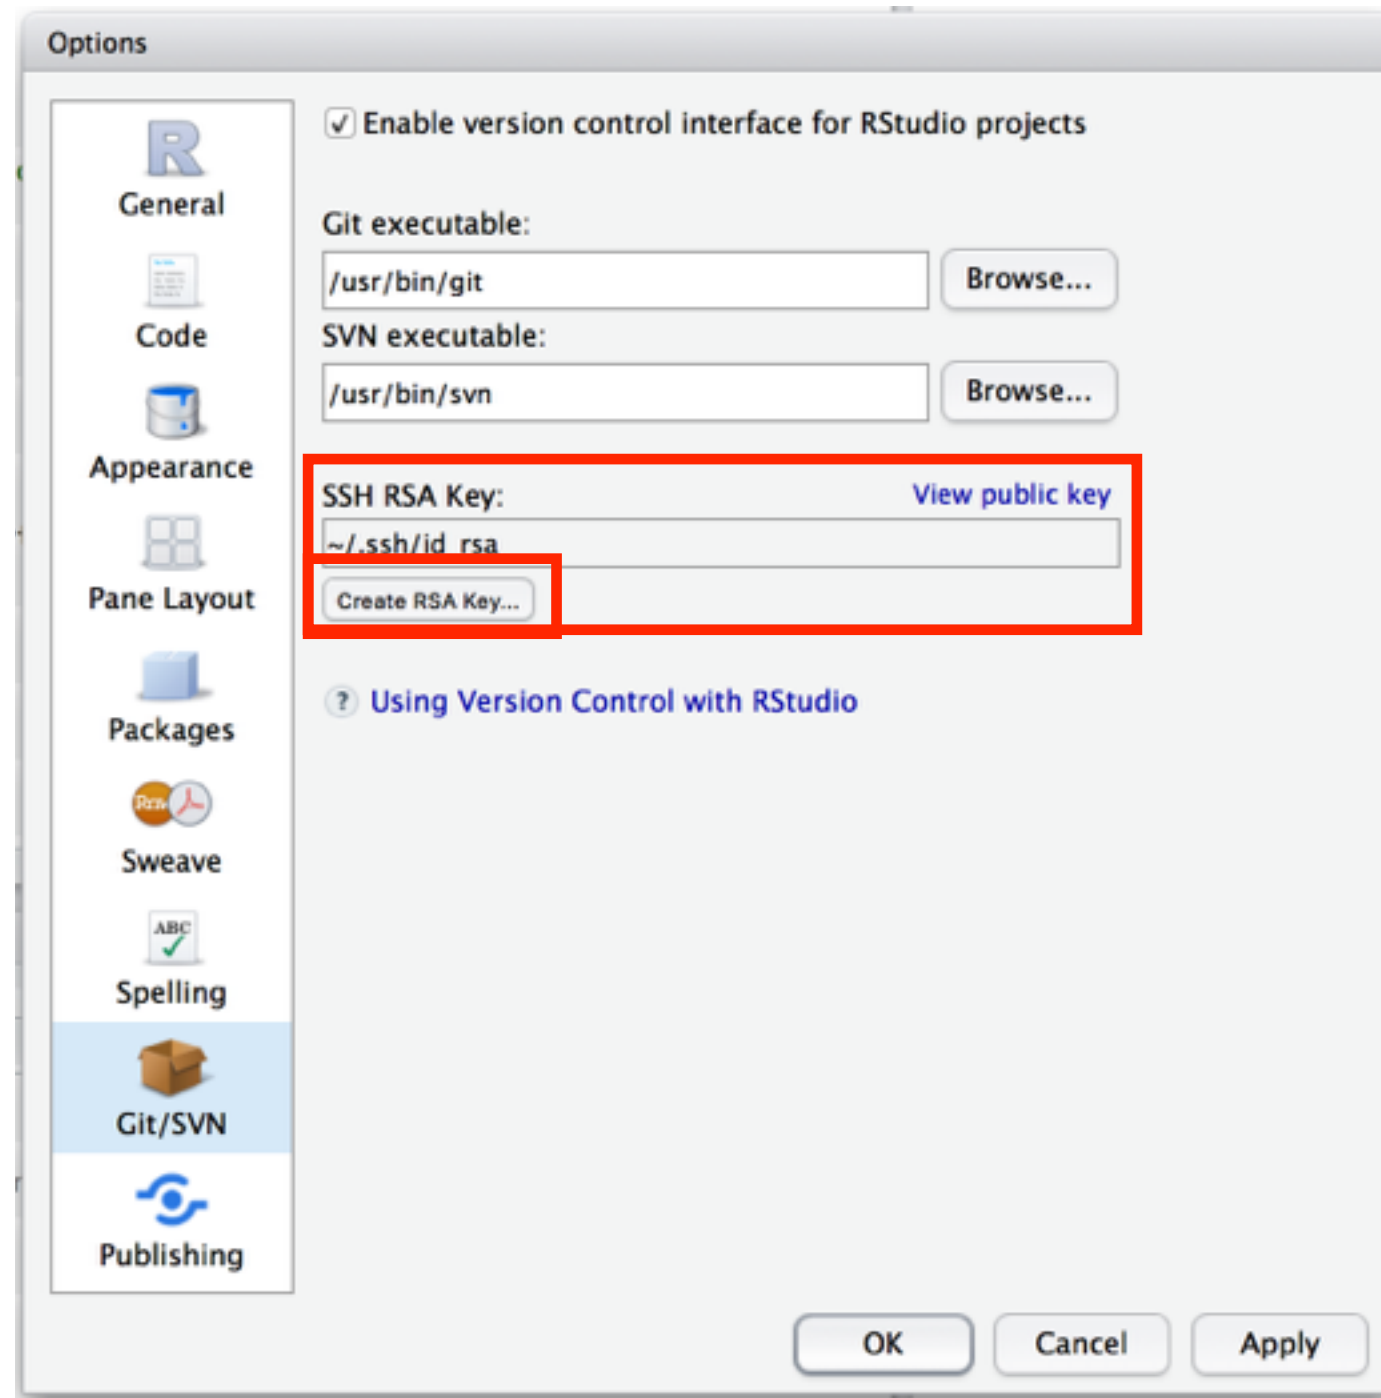 Options
Enable version control interface for RStudio projects
General
Git executable:
/usr/bin/git
Browse...
Code
SVN executable:
/usr/bin/svn
Browse...
Appearance
SSH RSA Key:
View public key
~/.ssh/id_rsa
Pane Layout
Create RSA Key...
? Using Version Control with RStudio
Packages
Sweave
ABC
Spelling
Git/SVN
Publishing
OK
Cancel
Apply